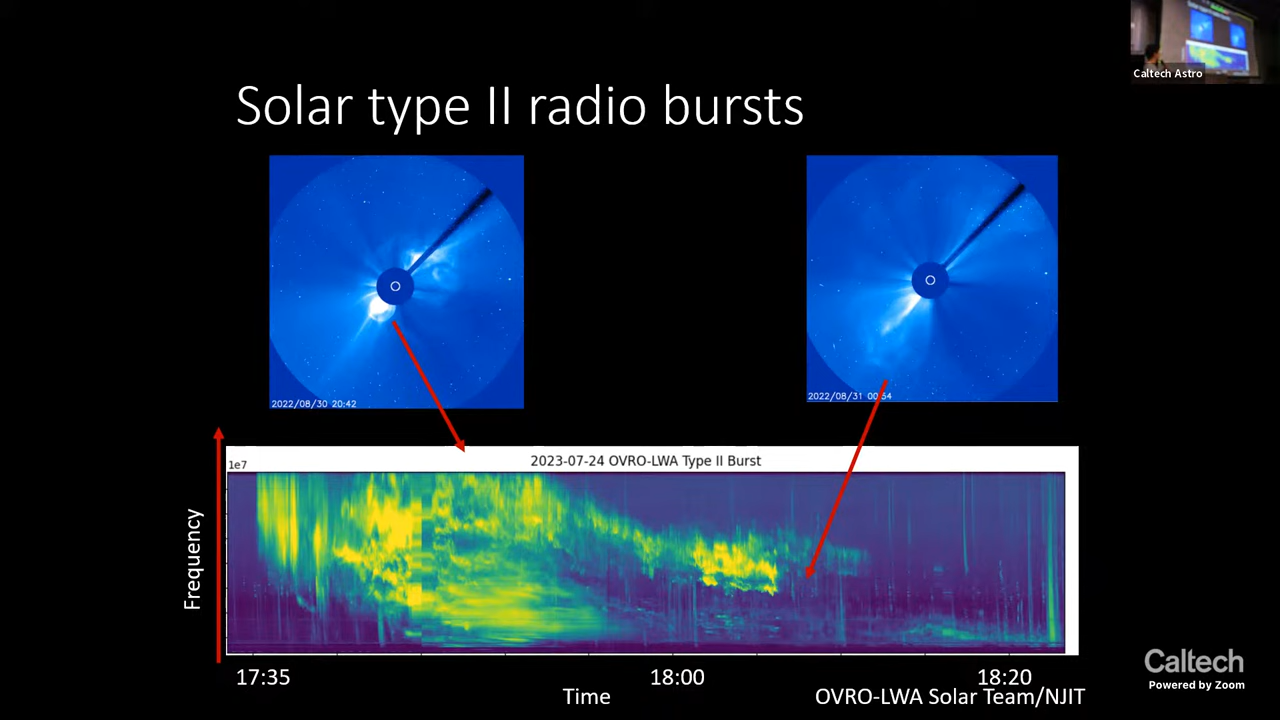 Caltech Astro
Solar type II radio bursts
2022/08/30 20:42
2022/08/31 00:54
2023-07-24 OVRO-LWA Type II Burst
1e7
Frequency
17:35
18:00
18:20
Time
OVRO-LWA Solar Team/NJIT
Caltech
Powered by Zoom